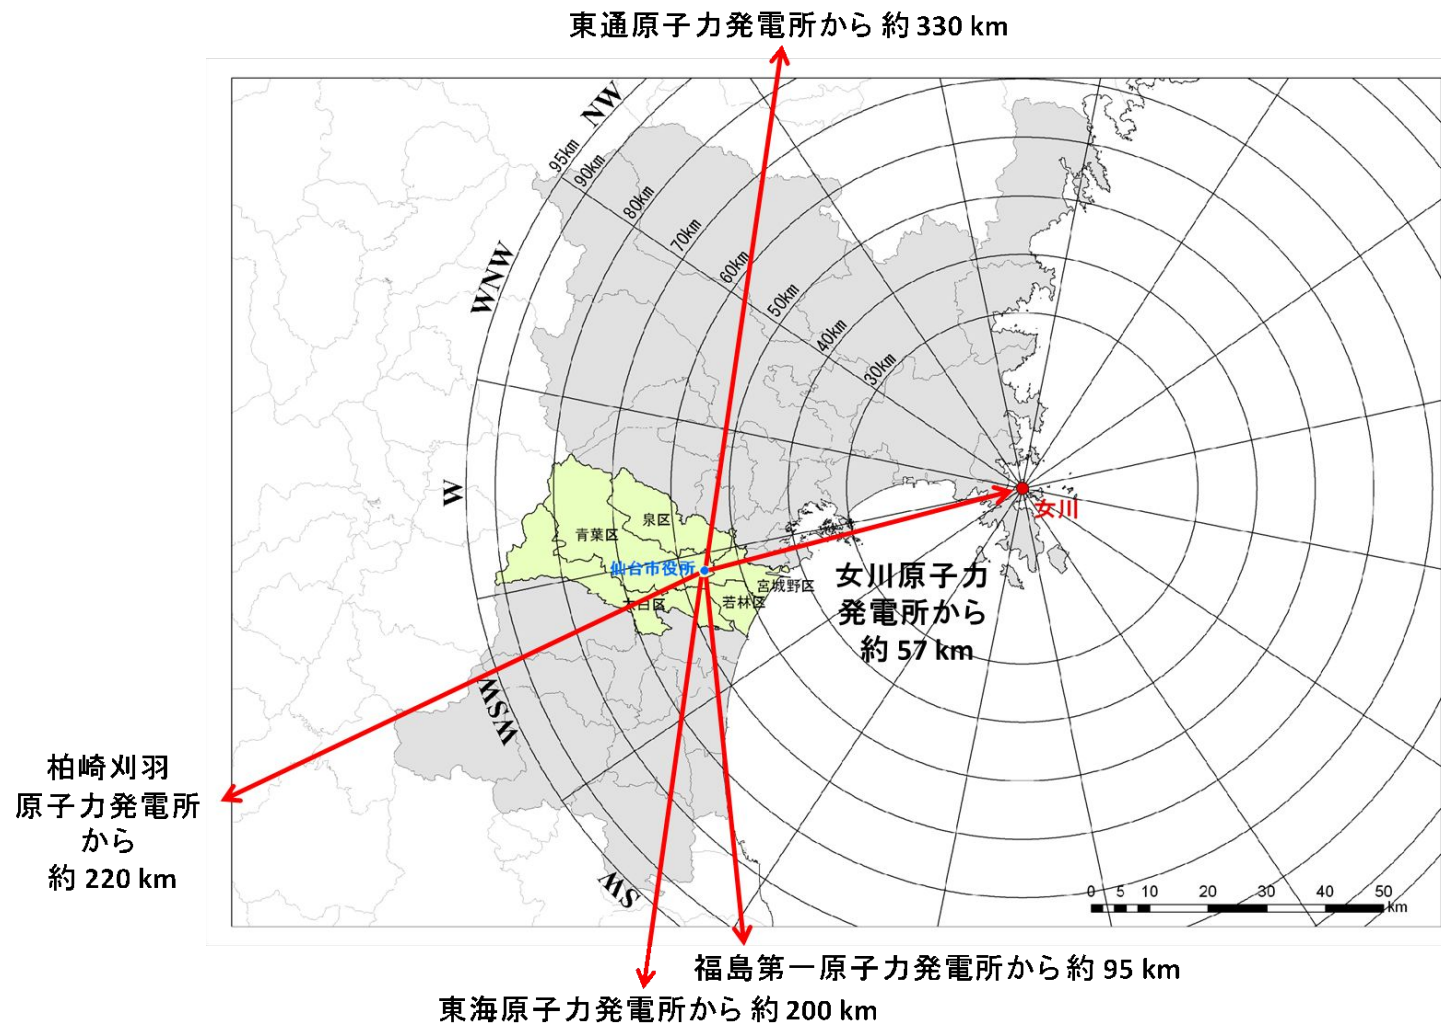 東通原子力発電所から 約 330 km
NW
95km
90km
80km
70km
60km
50km
40km
30km
WNW
W
泉区
青葉区
仙台市役所
宮城野区
若林区
太白区
女川
女川原子力
発電所から
約 57 km
WSW
SW
柏崎刈羽
原子力発電所
から
約 220 km
0 5 10 20 30 40 50
km
福島第一原子力発電所から 約 95 km
東海原子力発電所から 約 200 km